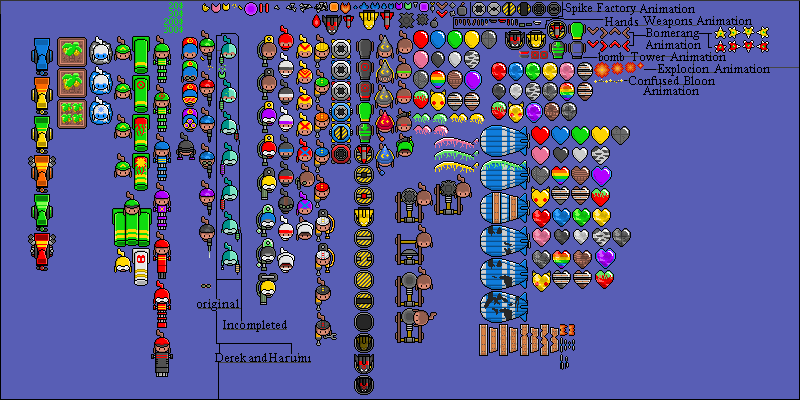 Spike Factory Animation
Hands Weapons Animation
Bomerang
Animation
bomb Tower Animation
Explocion Animation
Confused Bloon
Animation
original
Incompleted
Derek and Harumi